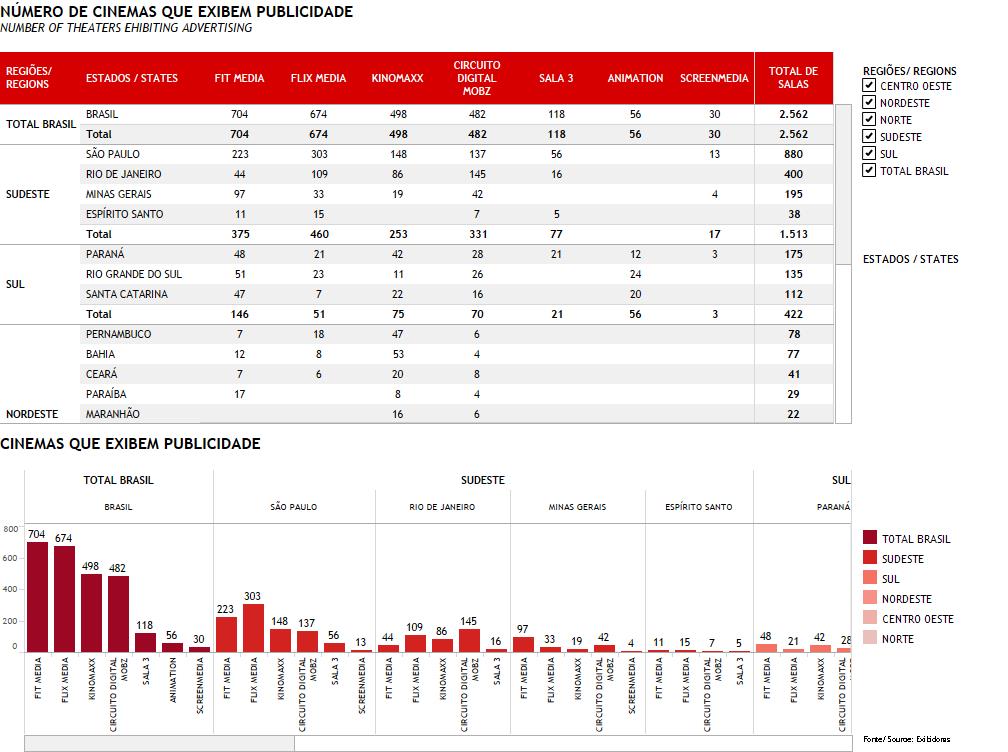 NÚMERO DE CINEMAS QUE EXIBEM PUBLICIDADE
NUMBER OF THEATERS EHIBITING ADVERTISING
REGIÕES/ REGIONS ESTADOS / STATES FIT MEDIA FLIX MEDIA KINOMAXX CIRCUITO DIGITAL MOBZ SALA 3 ANIMATION SCREENMEDIA TOTAL DE SALAS
TOTAL BRASIL BRASIL 704 674 498 482 118 56 30 2.562
Total 704 674 498 482 118 56 30 2.562
SUDESTE SÃO PAULO 223 303 148 137 56 13 880
RIO DE JANEIRO 44 109 86 145 16 400
MINAS GERAIS 97 33 19 42 4 195
ESPÍRITO SANTO 11 15 7 5 38
Total 375 460 253 331 77 17 1.513
SUL PARANÁ 48 21 42 28 21 12 3 175
RIO GRANDE DO SUL 51 23 11 26 24 135
SANTA CATARINA 47 7 22 16 20 112
Total 146 51 75 70 21 56 3 422
NORDESTE PERNAMBUCO 7 18 47 6 78
BAHIA 12 8 53 4 77
CEARÁ 7 6 20 8 41
PARAÍBA 17 8 4 29
MARANHÃO 16 6 22
REGIÕES/ REGIONS
CENTRO OESTE
NORDESTE
NORTE
SUDESTE
SUL
TOTAL BRASIL
ESTADOS / STATES
CINEMAS QUE EXIBEM PUBLICIDADE
TOTAL BRASIL SUDESTE SUL
BRASIL SÃO PAULO RIO DE JANEIRO MINAS GERAIS ESPÍRITO SANTO PARANÁ
800
600
400
200
0
704 674 498 482 118 56 30
223 303 148 137 56 13
44 109 86 145 16
97 33 19 42 4
11 15 7 5
48 21 42 28
FIT MEDIA FLIX MEDIA KINOMAXX CIRCUITO DIGITAL MOBZ SALA 3 ANIMATION SCREENMEDIA
FIT MEDIA FLIX MEDIA KINOMAXX CIRCUITO DIGITAL MOBZ SALA 3 SCREENMEDIA
FIT MEDIA FLIX MEDIA KINOMAXX CIRCUITO DIGITAL MOBZ SALA 3
FIT MEDIA FLIX MEDIA KINOMAXX CIRCUITO DIGITAL MOBZ SCREENMEDIA
FIT MEDIA FLIX MEDIA CIRCUITO DIGITAL MOBZ SALA 3
FIT MEDIA FLIX MEDIA KINOMAXX CIRCUITO DIGITAL
TOTAL BRASIL
SUDESTE
SUL
NORDESTE
CENTRO OESTE
NORTE
Fonte/ Source: Exibidores